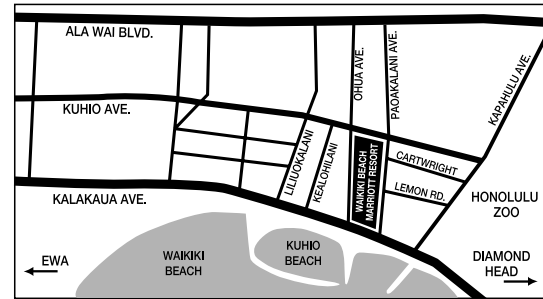 ALA WAI BLVD.
OHUA AVE.
PAOAKALANI AVE.
KAPAHULU AVE.
KUHIO AVE.
LILIUOKALANI
KEALOHILANI
WAIKIKI BEACH
MARRIOTT RESORT
CARTWRIGHT
LEMON RD.
KALAKAUA AVE.
HONOLULU
ZOO
EWA
WAIKIKI
BEACH
KUHIO
BEACH
DIAMOND
HEAD